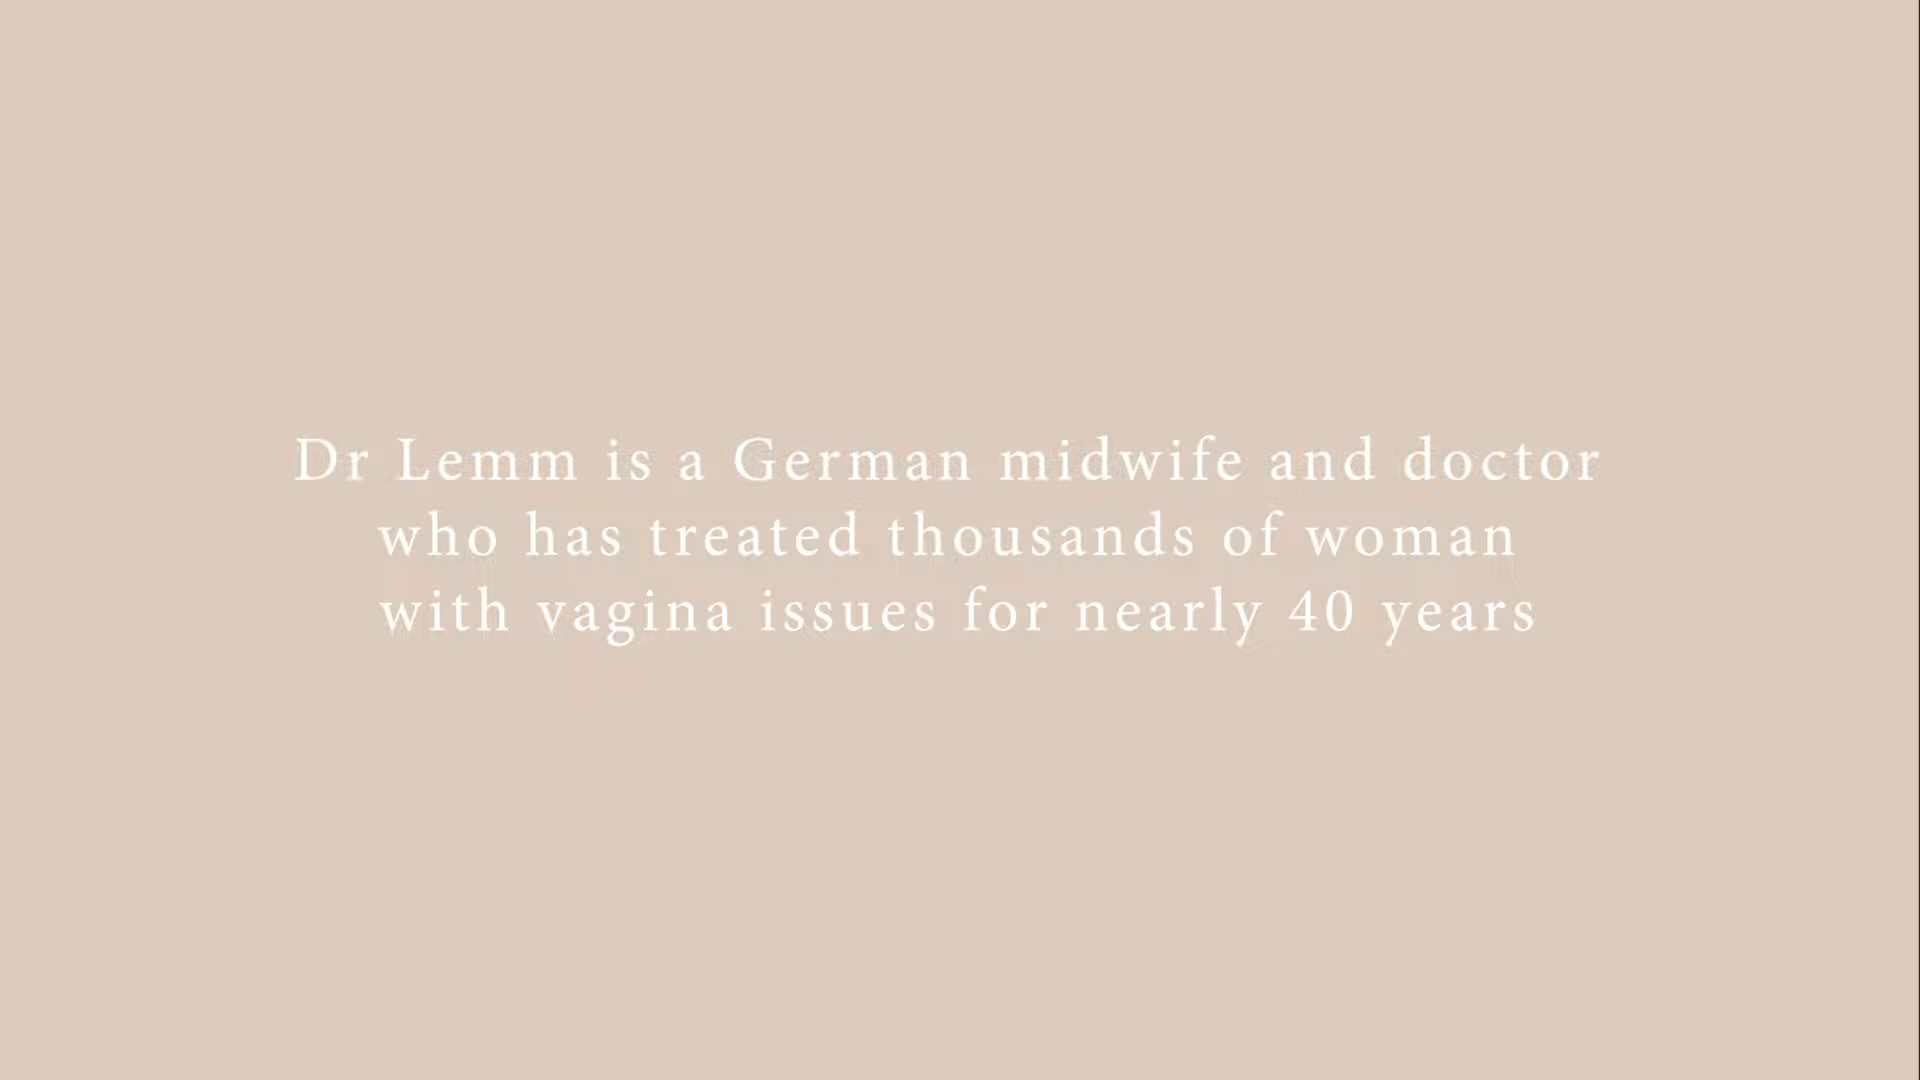 Dr Lemm is a German midwife and doctor
who has treated thousands of woman
with vagina issues for nearly 40 years